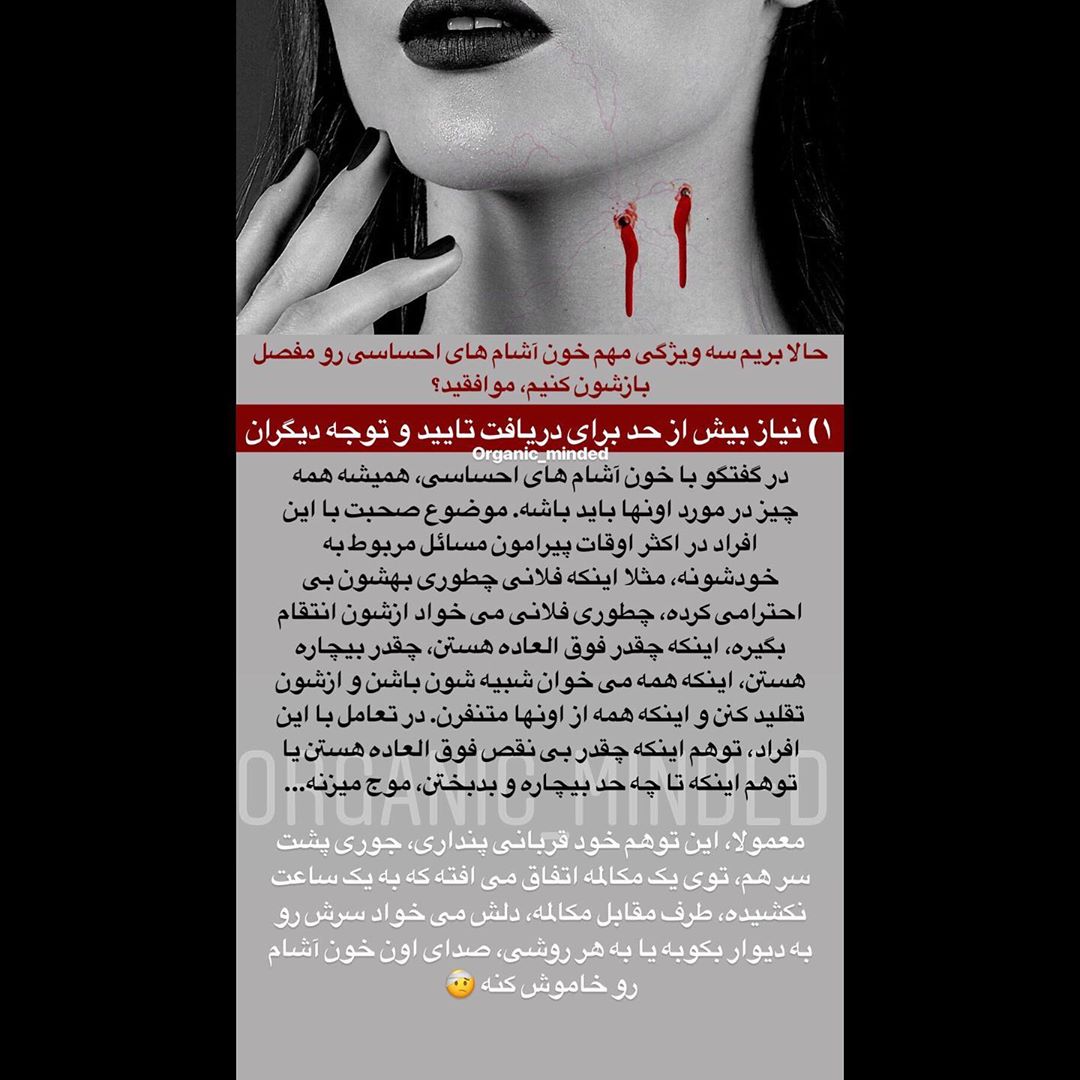 حالا بریم سه ویژگی مهم خون آشام های احساسی رو مفصل
بازشون کنیم، موافقید؟
۱) نیاز بیش از حد برای دریافت تایید و توجه دیگران
Organic_minded
در گفتگو با خون آشام های احساسی، همیشه همه
چیز در مورد اونها باید باشه. موضوع صحبت با این
افراد در اکثر اوقات پیرامون مسائل مربوط به
خودشونه، مثلا اینکه فلانی چطوری بهشون بی
احترامی کرده، چطوری فلانی می خواد ازشون انتقام
بگیره، اینکه چقدر فوق العاده هستن، چقدر بیچاره
هستن، اینکه همه می خوان شبیه شون باشن و ازشون
تقلید کنن و اینکه همه از اونها متنفرن. در تعامل با این
افراد، توهم اینکه چقدر بی نقص فوق العاده هستن یا
توهم اینکه تا چه حد بیچاره و بدبختن، موج میزنه...
ORGANIC_MINDED
معمولا، این توهم خود قربانی پنداری، جوری پشت
سر هم، توی یک مکالمه اتفاق می افته که به یک ساعت
نکشیده، طرف مقابل مکالمه، دلش می خواد سرش رو
به دیوار بکوبه یا به هر روشی، صدای اون خون آشام
رو خاموش کنه 🤕